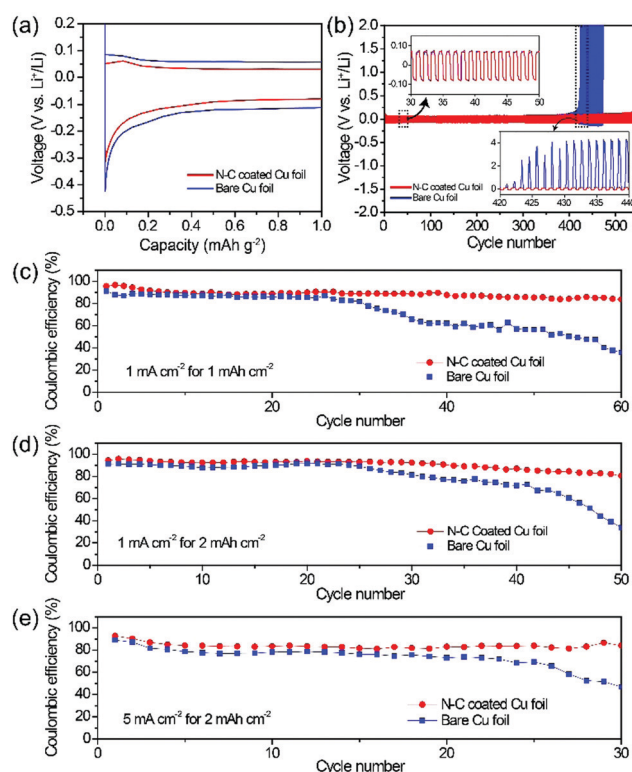 (a)
Voltage (V vs. Li⁺/Li)
0.2
0.1
0.0
-0.1
-0.2
-0.3
-0.4
-0.5
N-C coated Cu foil
Bare Cu foil
0.0 0.2 0.4 0.6 0.8 1.0
Capacity (mAh g⁻²)
(b)
Voltage (V vs. Li⁺/Li)
2.0
1.5
1.0
0.5
0.0
-0.5
-1.0
-1.5
-2.0
0.10
0.00
-0.10
30 35 40 45 50
4
2
0
420 425 430 435 440
N-C coated Cu foil
Bare Cu foil
0 100 200 300 400 500
Cycle number
(c)
Coulombic efficiency (%)
100
80
60
40
20
0
1 mA cm⁻² for 1 mAh cm⁻²
N-C coated Cu foil
Bare Cu foil
0 20 40 60
Cycle number
(d)
Coulombic efficiency (%)
100
80
60
40
20
0
1 mA cm⁻² for 2 mAh cm⁻²
N-C Coated Cu foil
Bare Cu foil
0 10 20 30 40 50
Cycle number
(e)
Coulombic efficiency (%)
100
80
60
40
20
0
5 mA cm⁻² for 2 mAh cm⁻²
N-C coated Cu foil
Bare Cu foil
0 10 20 30
Cycle number